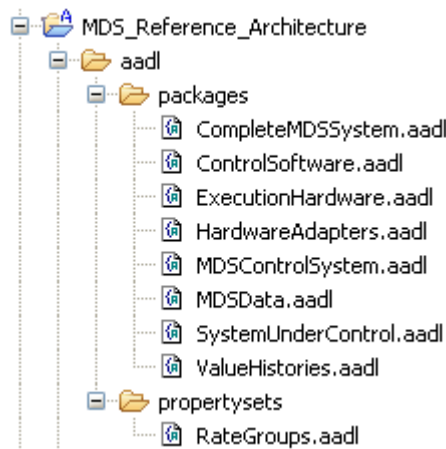 MDS_Reference_Architecture
aadl
packages
CompleteMDSSystem.aadl
ControlSoftware.aadl
ExecutionHardware.aadl
HardwareAdapters.aadl
MDSControlSystem.aadl
MDSData.aadl
SystemUnderControl.aadl
ValueHistories.aadl
propertysets
RateGroups.aadl